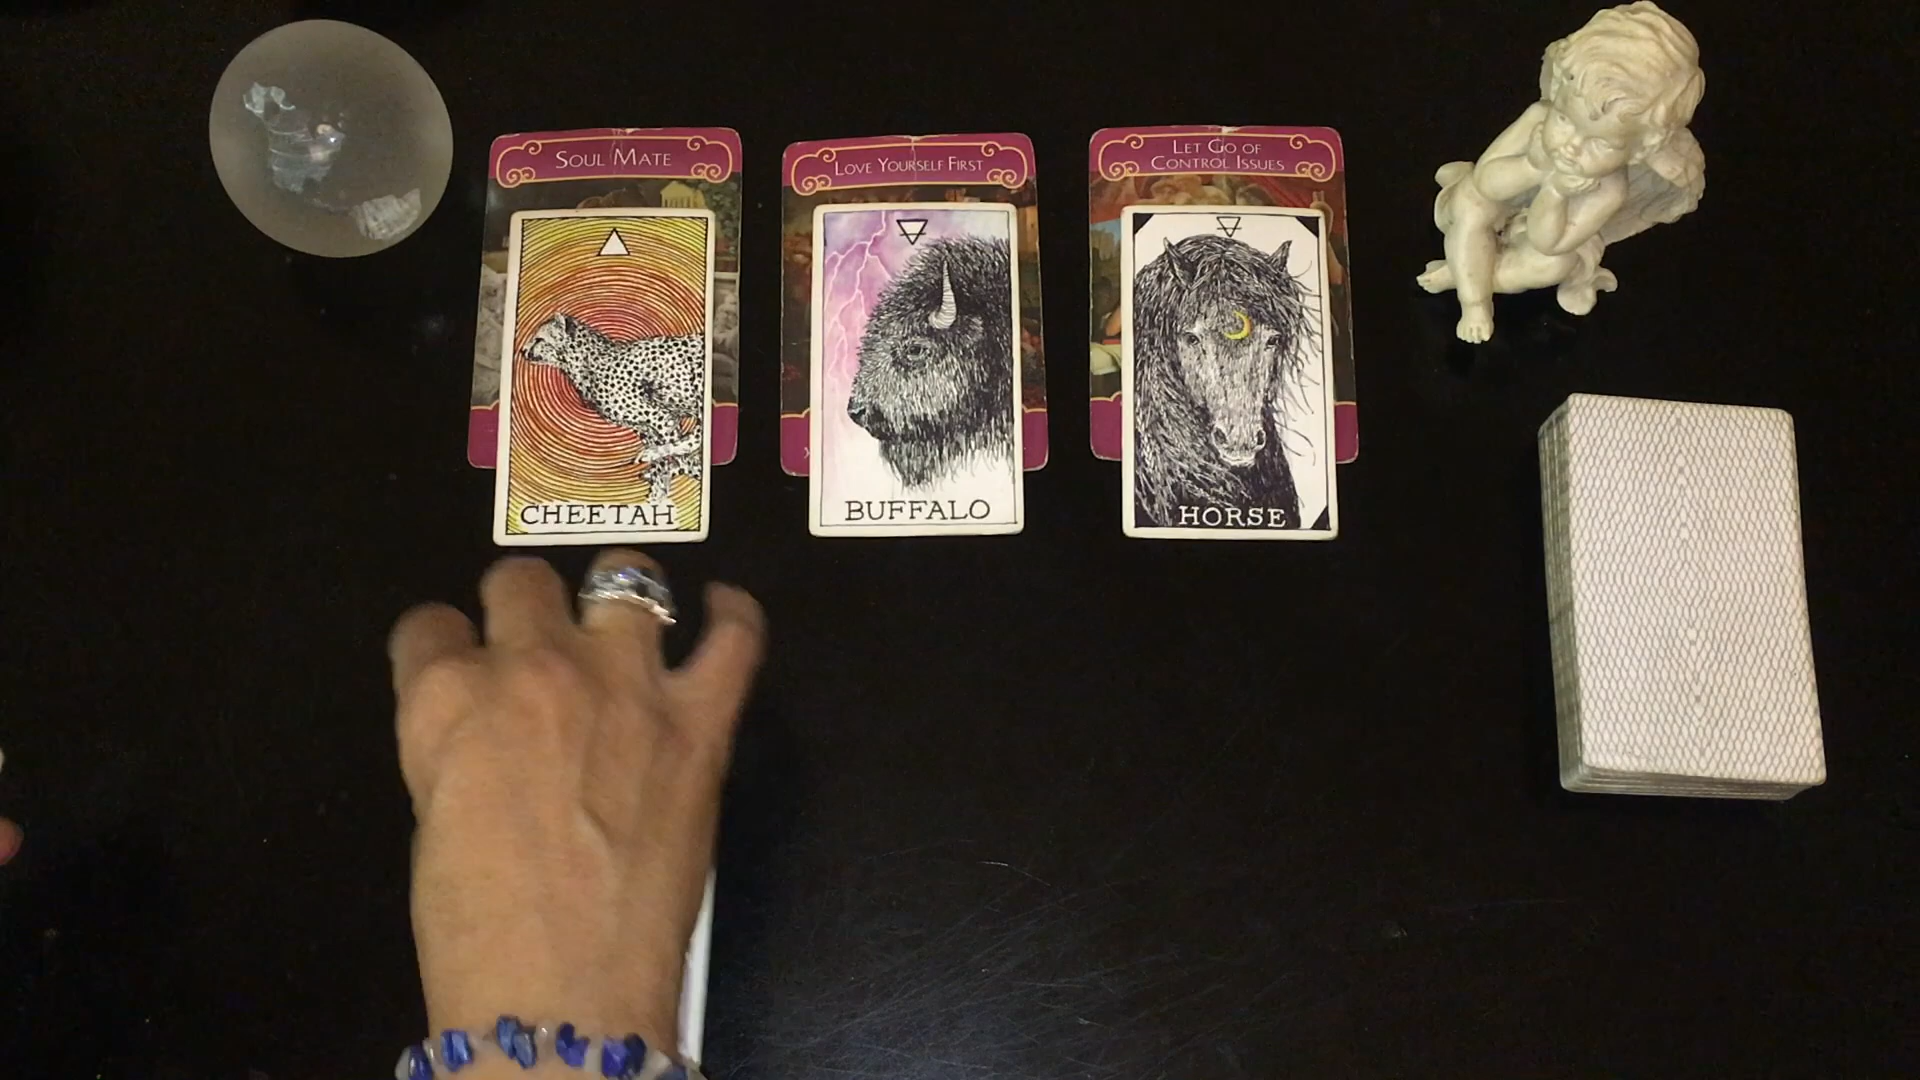 SOUL MATE
CHEETAH
LOVE YOURSELF FIRST
BUFFALO
LET GO OF
CONTROL ISSUES
HORSE